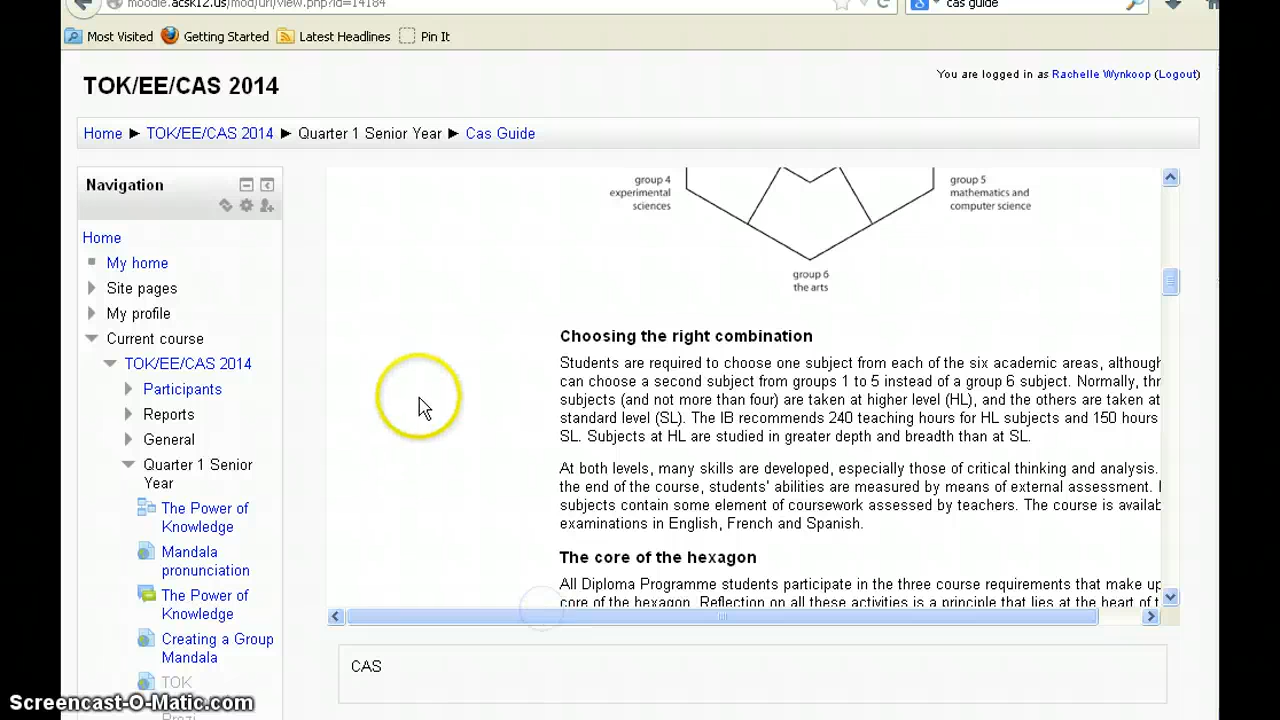 moodle.acsk12.us/mod/url/view.php?id=14184
cas guide
Most Visited Getting Started Latest Headlines Pin It
TOK/EE/CAS 2014
You are logged in as Rachelle Wynkoop (Logout)
Home ► TOK/EE/CAS 2014 ► Quarter 1 Senior Year ► Cas Guide
Navigation
Home
My home
Site pages
My profile
Current course
TOK/EE/CAS 2014
Participants
Reports
General
Quarter 1 Senior
Year
The Power of
Knowledge
Mandala
pronunciation
The Power of
Knowledge
Creating a Group
Mandala
TOK
Prezi
group 4
experimental
sciences
group 5
mathematics and
computer science
group 6
the arts
Choosing the right combination
Students are required to choose one subject from each of the six academic areas, although
can choose a second subject from groups 1 to 5 instead of a group 6 subject. Normally, thr
subjects (and not more than four) are taken at higher level (HL), and the others are taken at
standard level (SL). The IB recommends 240 teaching hours for HL subjects and 150 hours
SL. Subjects at HL are studied in greater depth and breadth than at SL.
At both levels, many skills are developed, especially those of critical thinking and analysis.
the end of the course, students' abilities are measured by means of external assessment.
subjects contain some element of coursework assessed by teachers. The course is availab
examinations in English, French and Spanish.
The core of the hexagon
All Diploma Programme students participate in the three course requirements that make up
core of the hexagon. Reflection on all these activities is a principle that lies at the heart of t
CAS
Screencast-O-Matic.com